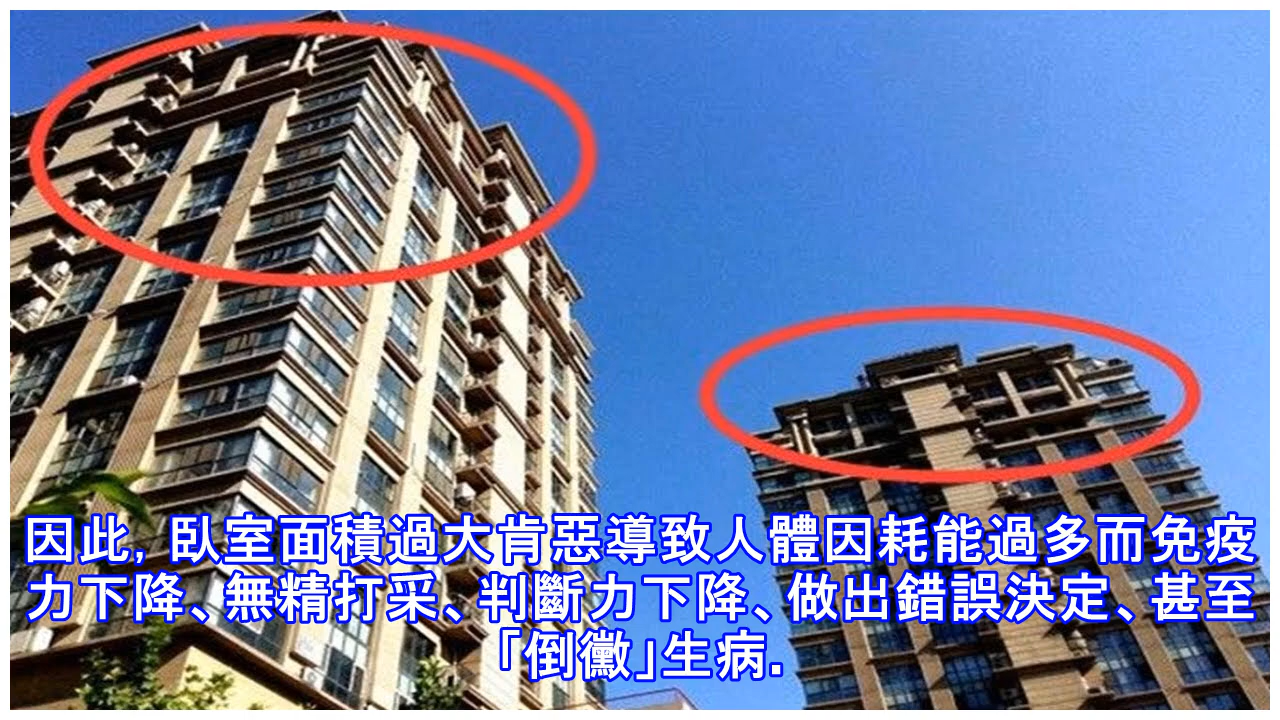 因此, 臥室面積過大肯惡導致人體因耗能過多而免疫
力下降、無精打采、判斷力下降、做出錯誤決定、甚至
「倒黴」生病.